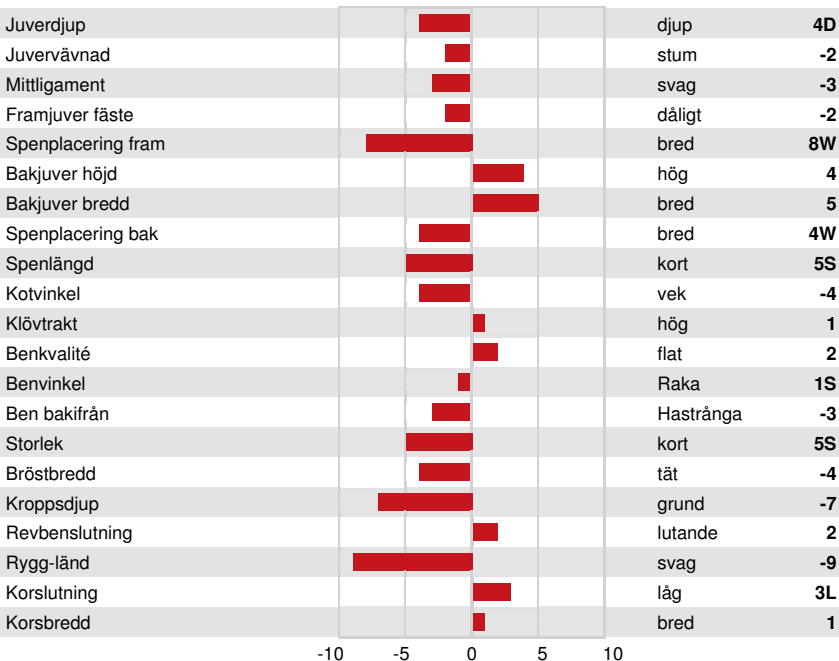 Juverdjup djup 4D
Juvervävnad stum -2
Mittligament svag -3
Framjuver fäste dåligt -2
Spenplacering fram bred 8W
Bakjuver höjd hög 4
Bakjuver bredd bred 5
Spenplacering bak bred 4W
Spenlängd kort 5S
Kotvinkel vek -4
Klövtrakt hög 1
Benkvalité flat 2
Benvinkel Raka 1S
Ben bakifrån Hastrånga -3
Storlek kort 5S
Bröstbredd tät -4
Kroppsdjup grund -7
Revbenslutning lutande 2
Rygg-länd svag -9
Korslutning låg 3L
Korsbredd bred 1
-10 -5 0 5 10